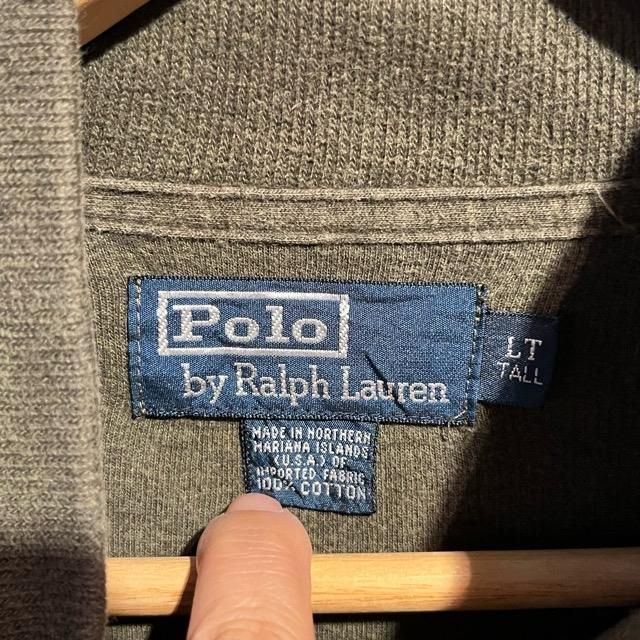 Polo
by Ralph Lauren
LT
TALL
MADE IN NORTHERN
MARIANA ISLANDS
(U.S.A.) OF
IMPORTED FABRIC
100% COTTON